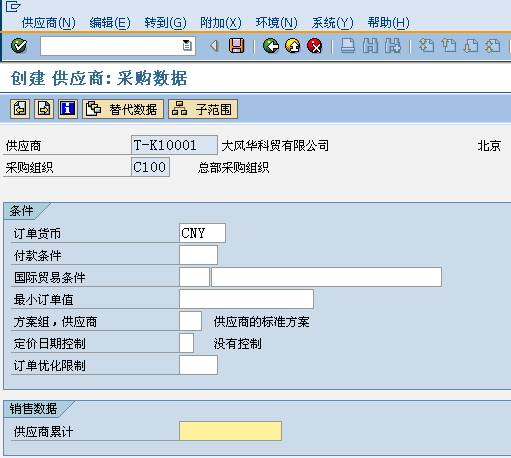 供应商(N) 编辑(E) 转到(G) 附加(X) 环境(N) 系统(Y) 帮助(H)
创建 供应商: 采购数据
替代数据 子范围
供应商 T-K10001 大风华科贸有限公司 北京
采购组织 C100 总部采购组织
条件
订单货币 CNY
付款条件
国际贸易条件
最小订单值
方案组,供应商 供应商的标准方案
定价日期控制 没有控制
订单优化限制
销售数据
供应商累计